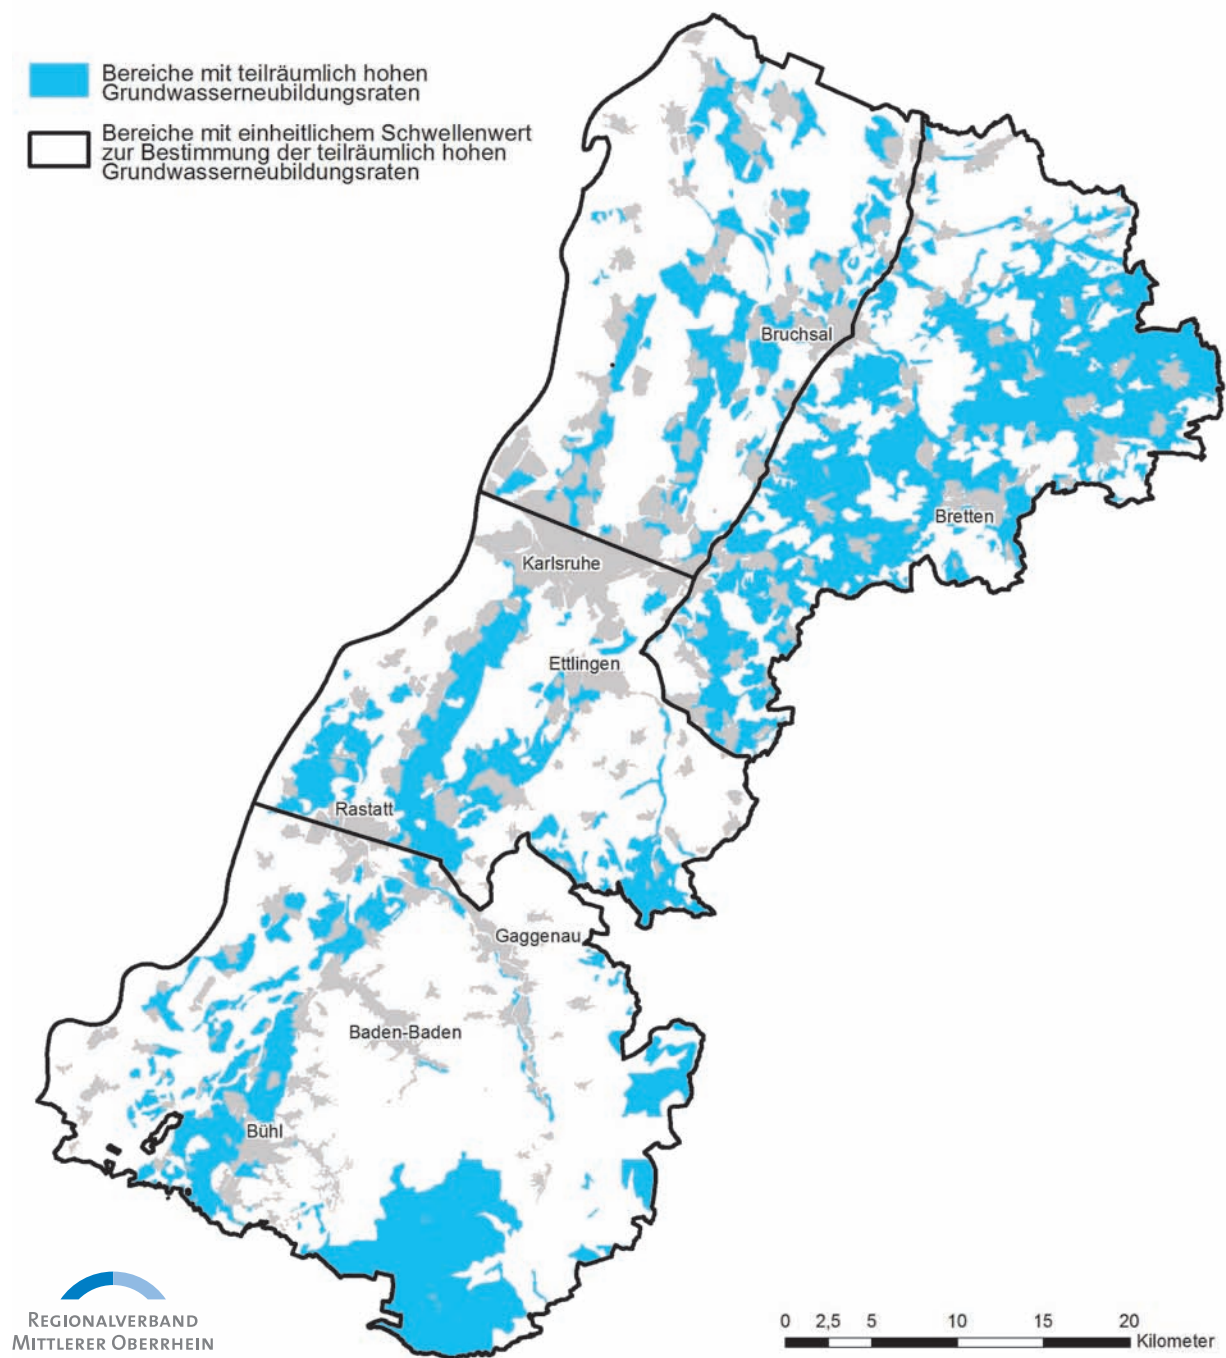 Bereiche mit teilräumlich hohen
Grundwasserneubildungsraten
Bereiche mit einheitlichem Schwellenwert
zur Bestimmung der teilräumlich hohen
Grundwasserneubildungsraten
Bruchsal
Bretten
Karlsruhe
Ettlingen
Rastatt
Gaggenau
Baden-Baden
Bühl
REGIONALVERBAND
MITTLERER OBERRHEIN
0 2,5 5 10 15 20
Kilometer